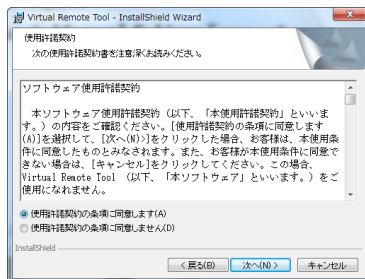 Virtual Remote Tool - InstallShield Wizard
使用許諾契約
次の使用許諾契約書を注意深くお読みください。
ソフトウェア使用許諾契約
本ソフトウェア使用許諾契約（以下、「本使用許諾契約」といいま
す。）の内容をご確認ください。[使用許諾契約の条項に同意します
(A)]を選択して、[次へ(N)>]をクリックした場合、お客様は、本使用条
件に同意したものとみなされます。また、お客様が本使用条件に同意で
きない場合は、[キャンセル]をクリックしてください。この場合、
Virtual Remote Tool （以下、「本ソフトウェア」といいます。）をご
使用になれません。
使用許諾契約の条項に同意します(A)
使用許諾契約の条項に同意しません(D)
InstallShield
< 戻る(B)
次へ(N) >
キャンセル